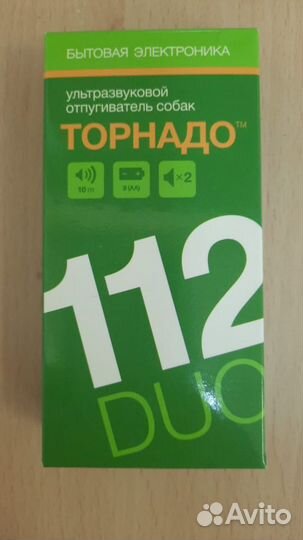 БЫТОВАЯ ЭЛЕКТРОНИКА
ультразвуковой
отпугиватель собак
ТОРНАДО™
10 m
×2
112
DUO
Avito